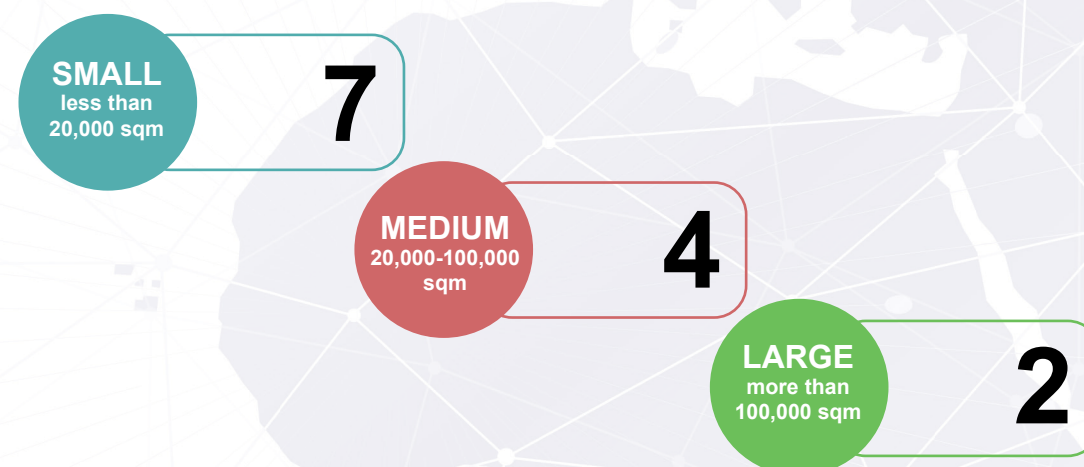 SMALL
less than
20,000 sqm
7
MEDIUM
20,000-100,000
sqm
4
LARGE
more than
100,000 sqm
2